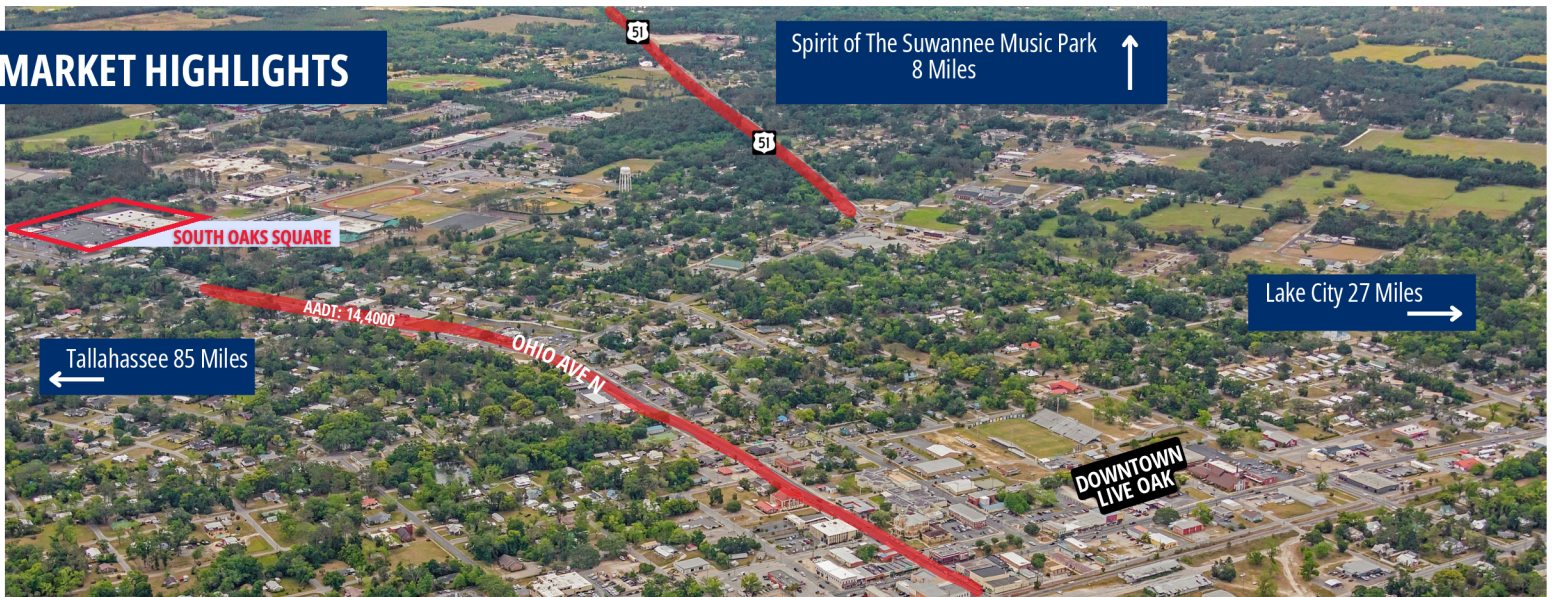 MARKET HIGHLIGHTS
51
Spirit of The Suwannee Music Park
8 Miles
51
SOUTH OAKS SQUARE
Lake City 27 Miles
AADT: 14,4000
OHIO AVE N
Tallahassee 85 Miles
DOWNTOWN
LIVE OAK